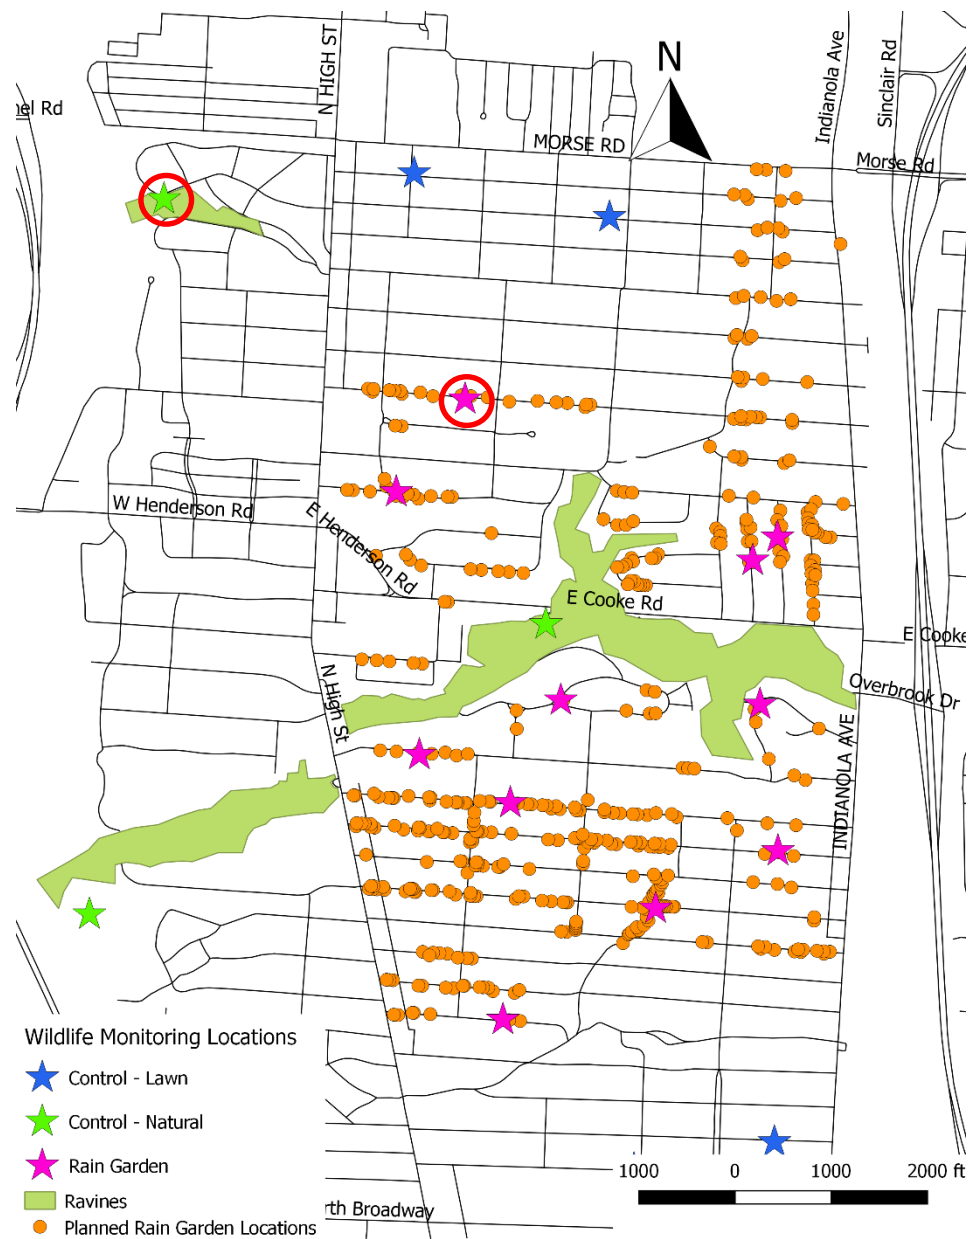 N HIGH ST
Indianola Ave
Sinclair Rd
N
nel Rd
MORSE RD
Morse Rd
W Henderson Rd
E Henderson Rd
E Cooke Rd
E Cooke
N High St
Overbrook Dr
INDIANOLA AVE
Wildlife Monitoring Locations
Control - Lawn
Control - Natural
Rain Garden
Ravines
Planned Rain Garden Locations
rth Broadway
1000 0 1000 2000 ft